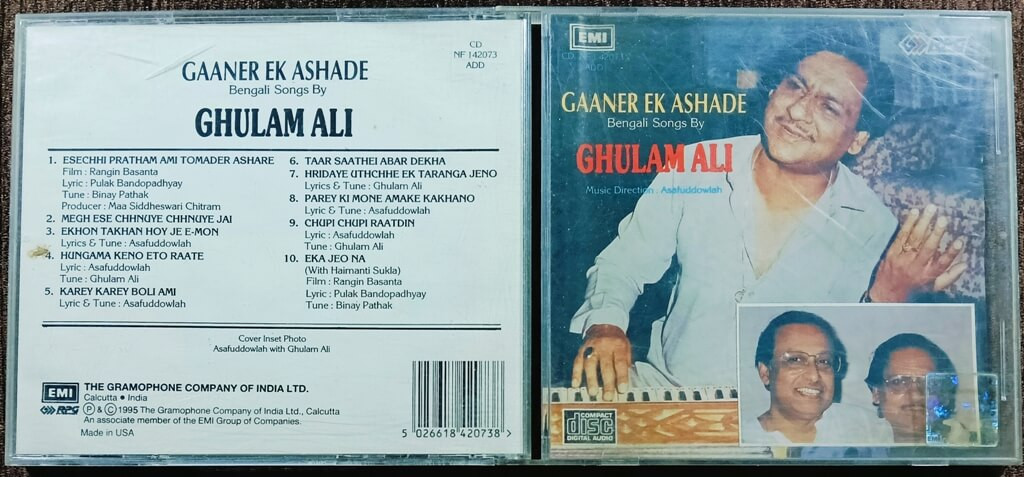 CD
NF 142073
ADD
GAANER EK ASHADE
Bengali Songs By
GHULAM ALI
1. ESECHHI PRATHAM AMI TOMADER ASHARE
Film : Rangin Basanta
Lyric : Pulak Bandopadhyay
Tune : Binay Pathak
Producer : Maa Siddheswari Chitram
2. MEGH ESE CHHNUYE CHHNUYE JAI
3. EKHON TAKHAN HOY JE E-MON
Lyrics & Tune : Asafuddowlah
4. HUNGAMA KENO ETO RAATE
Lyric : Asafuddowlah
Tune : Ghulam Ali
5. KAREY KAREY BOLI AMI
Lyric & Tune : Asafuddowlah
6. TAAR SAATHEI ABAR DEKHA
7. HRIDAYE UTHCHHE EK TARANGA JENO
Lyrics & Tune : Ghulam Ali
8. PAREY KI MONE AMAKE KAKHANO
Lyric & Tune : Asafuddowlah
9. CHUPI CHUPI RAATDIN
Lyric : Asafuddowlah
Tune : Ghulam Ali
10. EKA JEO NA
(With Haimanti Sukla)
Film : Rangin Basanta
Lyric : Pulak Bandopadhyay
Tune : Binay Pathak
Cover Inset Photo
Asafuddowlah with Ghulam Ali
EMI
THE GRAMOPHONE COMPANY OF INDIA LTD.
Calcutta • India
RPG Ⓟ & © 1995 The Gramophone Company of India Ltd., Calcutta
An associate member of the EMI Group of Companies.
Made in USA
5 026618 420738 >
EMI
RPG
ADD
GAANER EK ASHADE
Bengali Songs By
GHULAM ALI
Music Direction : Asafuddowlah
COMPACT
disc
DIGITAL AUDIO